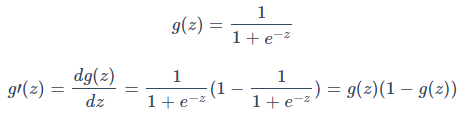 g(z) = 1 / (1 + e^{-z})
g'(z) = dg(z)/dz = 1 / (1 + e^{-z}) (1 − 1 / (1 + e^{-z})) = g(z)(1 − g(z))